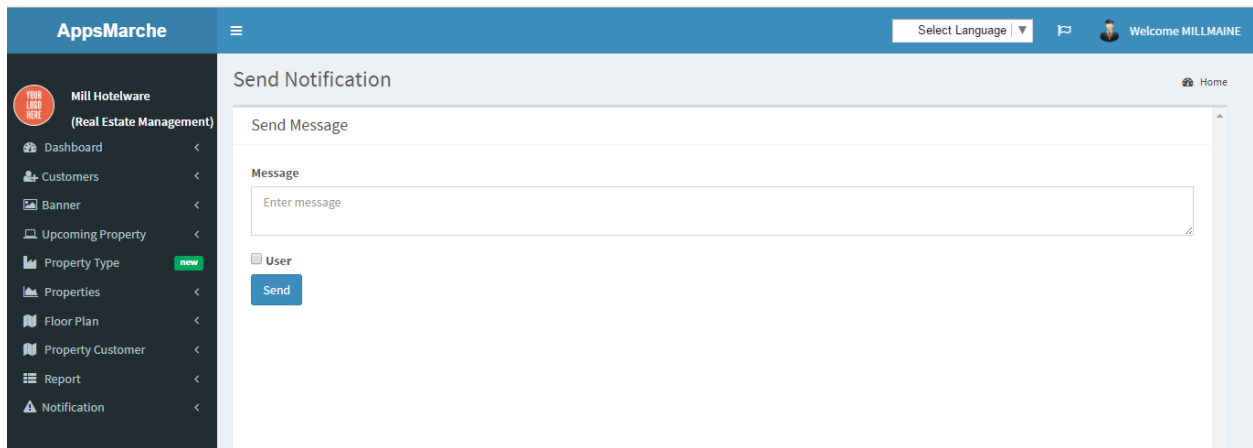 AppsMarche
Select Language ▼
Welcome MILLMAINE
Send Notification
Home
YOUR
LOGO
HERE
Mill Hotelware
(Real Estate Management)
Send Message
Dashboard
Customers
Banner
Upcoming Property
Property Type new
Properties
Floor Plan
Property Customer
Report
Notification
Message
Enter message
User
Send